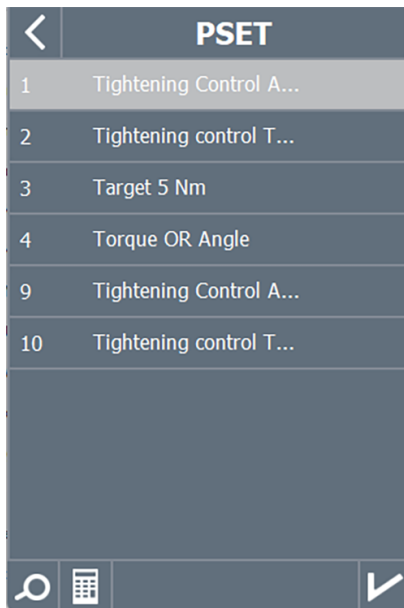 PSET
1 Tightening Control A...
2 Tightening control T...
3 Target 5 Nm
4 Torque OR Angle
9 Tightening Control A...
10 Tightening control T...